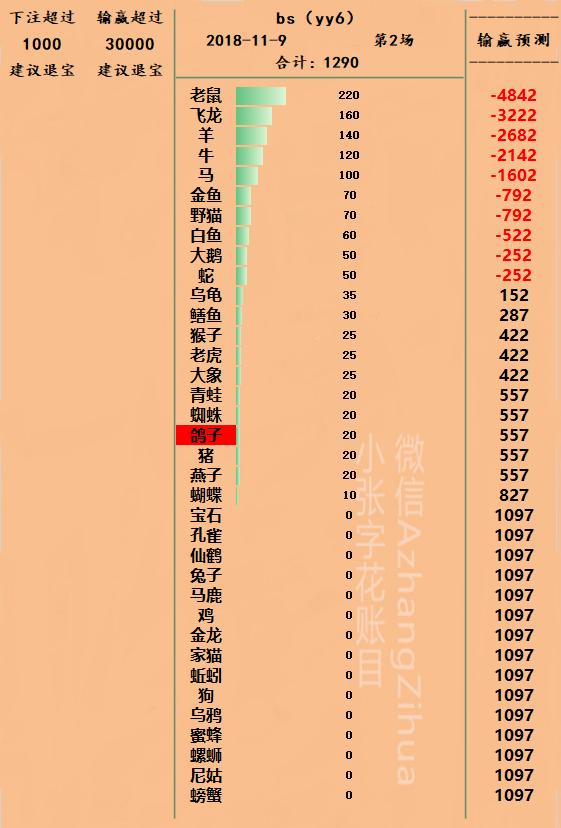 下注超过 输赢超过
1000 30000
建议退宝 建议退宝
bs（yy6）
2018-11-9 第2场
合计：1290
----------
输赢预测
----------
老鼠 220 -4842
飞龙 160 -3222
羊 140 -2682
牛 120 -2142
马 100 -1602
金鱼 70 -792
野猫 70 -792
白鱼 60 -522
大鹅 50 -252
蛇 50 -252
乌龟 35 152
鳝鱼 30 287
猴子 25 422
老虎 25 422
大象 25 422
青蛙 20 557
蜘蛛 20 557
鸽子 20 557
猪 20 557
燕子 20 557
蝴蝶 10 827
宝石 0 1097
孔雀 0 1097
仙鹤 0 1097
兔子 0 1097
马鹿 0 1097
鸡 0 1097
金龙 0 1097
家猫 0 1097
蚯蚓 0 1097
狗 0 1097
乌鸦 0 1097
蜜蜂 0 1097
螺蛳 0 1097
尼姑 0 1097
螃蟹 0 1097
微信AzhangZihua
小张字花账目